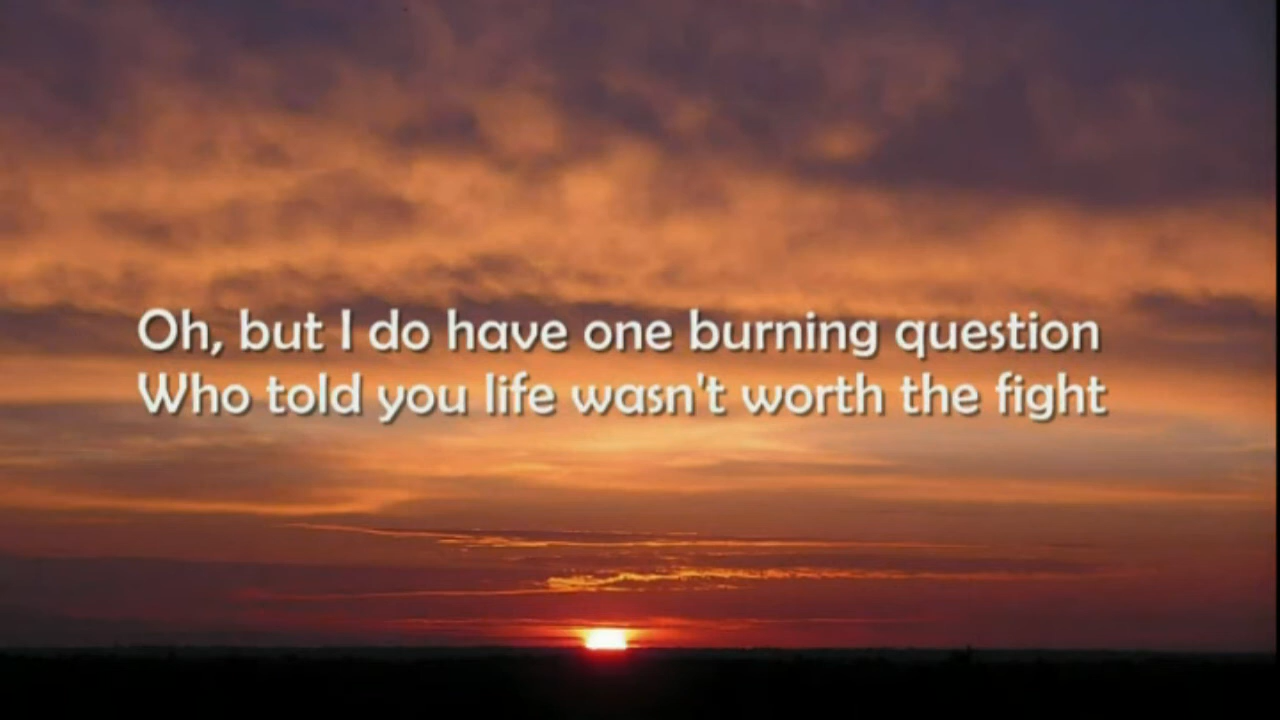 Oh, but I do have one burning question
Who told you life wasn't worth the fight